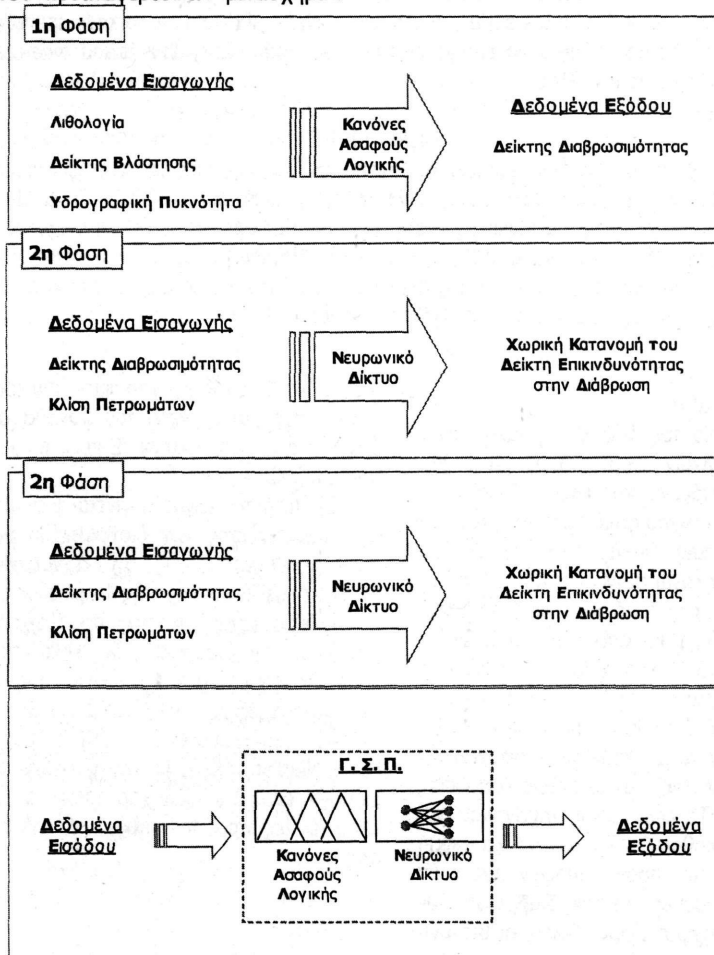 1η Φάση
Δεδομένα Εισαγωγής
Λιθολογία
Δείκτης Βλάστησης
Υδρογραφική Πυκνότητα
Κανόνες
Ασαφούς
Λογικής
Δεδομένα Εξόδου
Δείκτης Διαβρωσιμότητας
2η Φάση
Δεδομένα Εισαγωγής
Δείκτης Διαβρωσιμότητας
Κλίση Πετρωμάτων
Νευρωνικό
Δίκτυο
Χωρική Κατανομή του
Δείκτη Επικινδυνότητας
στην Διάβρωση
2η Φάση
Δεδομένα Εισαγωγής
Δείκτης Διαβρωσιμότητας
Κλίση Πετρωμάτων
Νευρωνικό
Δίκτυο
Χωρική Κατανομή του
Δείκτη Επικινδυνότητας
στην Διάβρωση
Δεδομένα
Εισόδου
Γ. Σ. Π.
Κανόνες
Ασαφούς
Λογικής
Νευρωνικό
Δίκτυο
Δεδομένα
Εξόδου